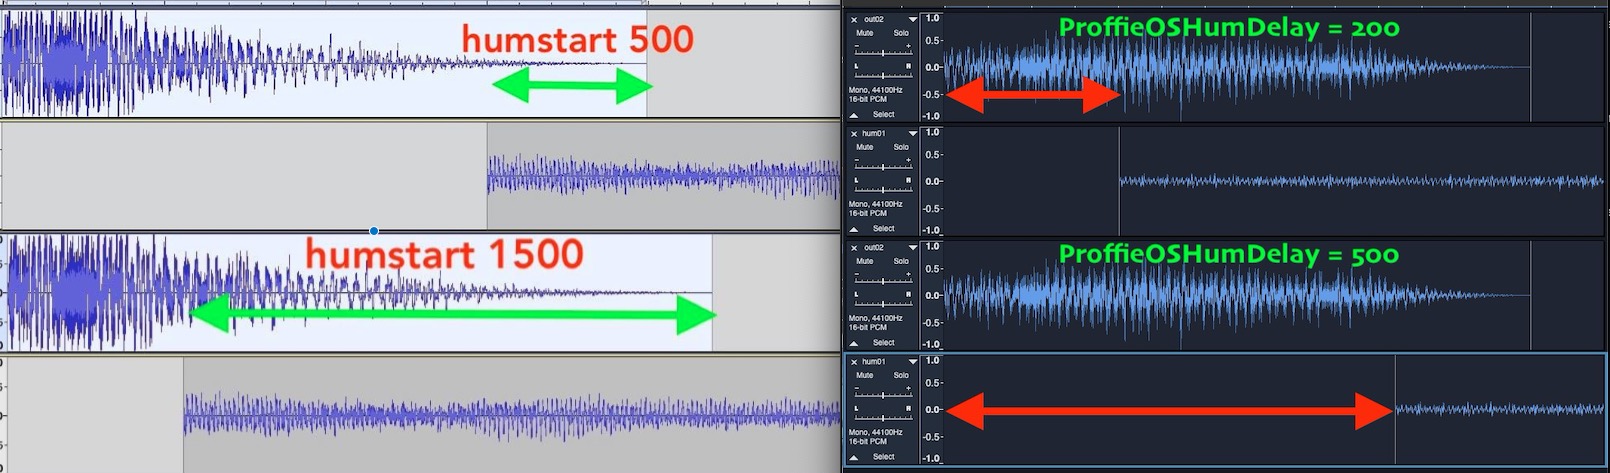 humstart 500
humstart 1500
× out02 ▼
Mute Solo
- +
L R
Mono, 44100Hz
16-bit PCM
▲ Select
1.0
0.5-
0.0-
-0.5-
-1.0
ProffieOSHumDelay = 200
× hum01 ▼
Mute Solo
- +
L R
Mono, 44100Hz
16-bit PCM
▲ Select
1.0
0.5-
0.0-
-0.5-
-1.0
× out02 ▼
Mute Solo
- +
L R
Mono, 44100Hz
16-bit PCM
▲ Select
1.0
0.5-
0.0-
-0.5-
-1.0
ProffieOSHumDelay = 500
× hum01 ▼
Mute Solo
- +
L R
Mono, 44100Hz
16-bit PCM
▲ Select
1.0
0.5-
0.0-
-0.5-
-1.0